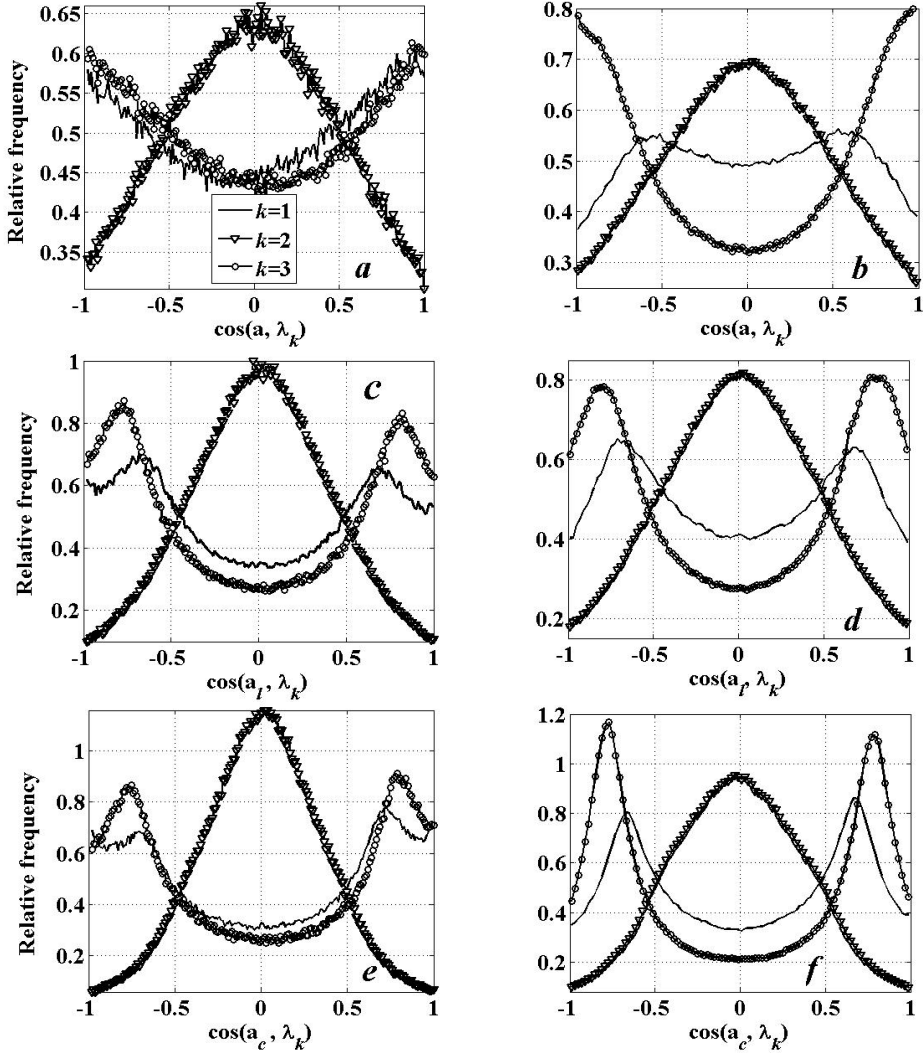 0.65
0.6
0.55
0.5
0.45
0.4
0.35
Relative frequency
k=1
k=2
k=3
a
-1 -0.5 0 0.5 1
cos(a, λk)
0.8
0.7
0.6
0.5
0.4
0.3
b
-1 -0.5 0 0.5 1
cos(a, λk)
1
0.8
0.6
0.4
0.2
Relative frequency
c
-1 -0.5 0 0.5 1
cos(al, λk)
0.8
0.6
0.4
0.2
d
-1 -0.5 0 0.5 1
cos(al, λk)
1
0.8
0.6
0.4
0.2
Relative frequency
e
-1 -0.5 0 0.5 1
cos(ac, λk)
1.2
1
0.8
0.6
0.4
0.2
f
-1 -0.5 0 0.5 1
cos(ac, λk)